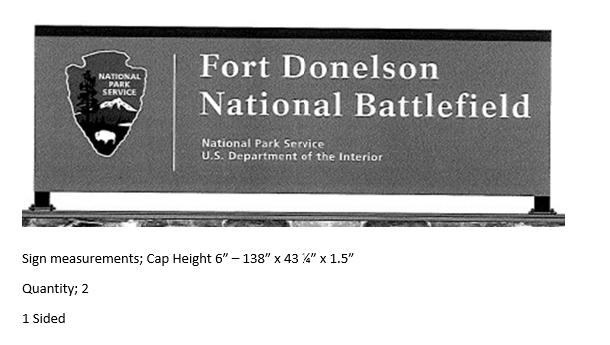 NATIONAL
PARK
SERVICE
Fort Donelson
National Battlefield
National Park Service
U.S. Department of the Interior
Sign measurements; Cap Height 6” – 138” x 43 ¼” x 1.5”
Quantity; 2
1 Sided